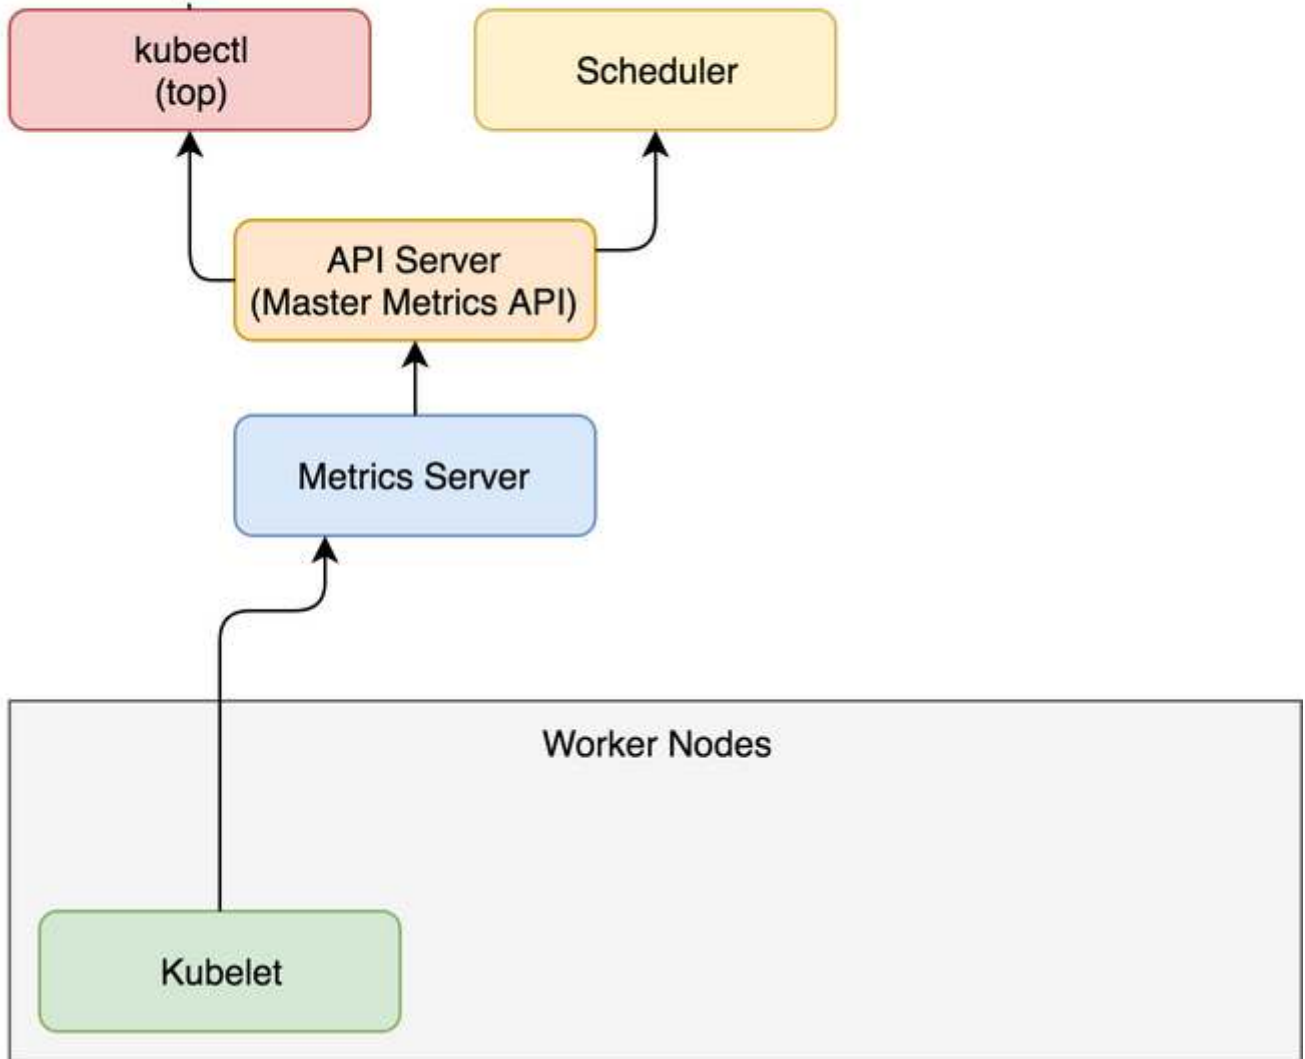 kubectl
(top)
Scheduler
API Server
(Master Metrics API)
Metrics Server
Worker Nodes
Kubelet